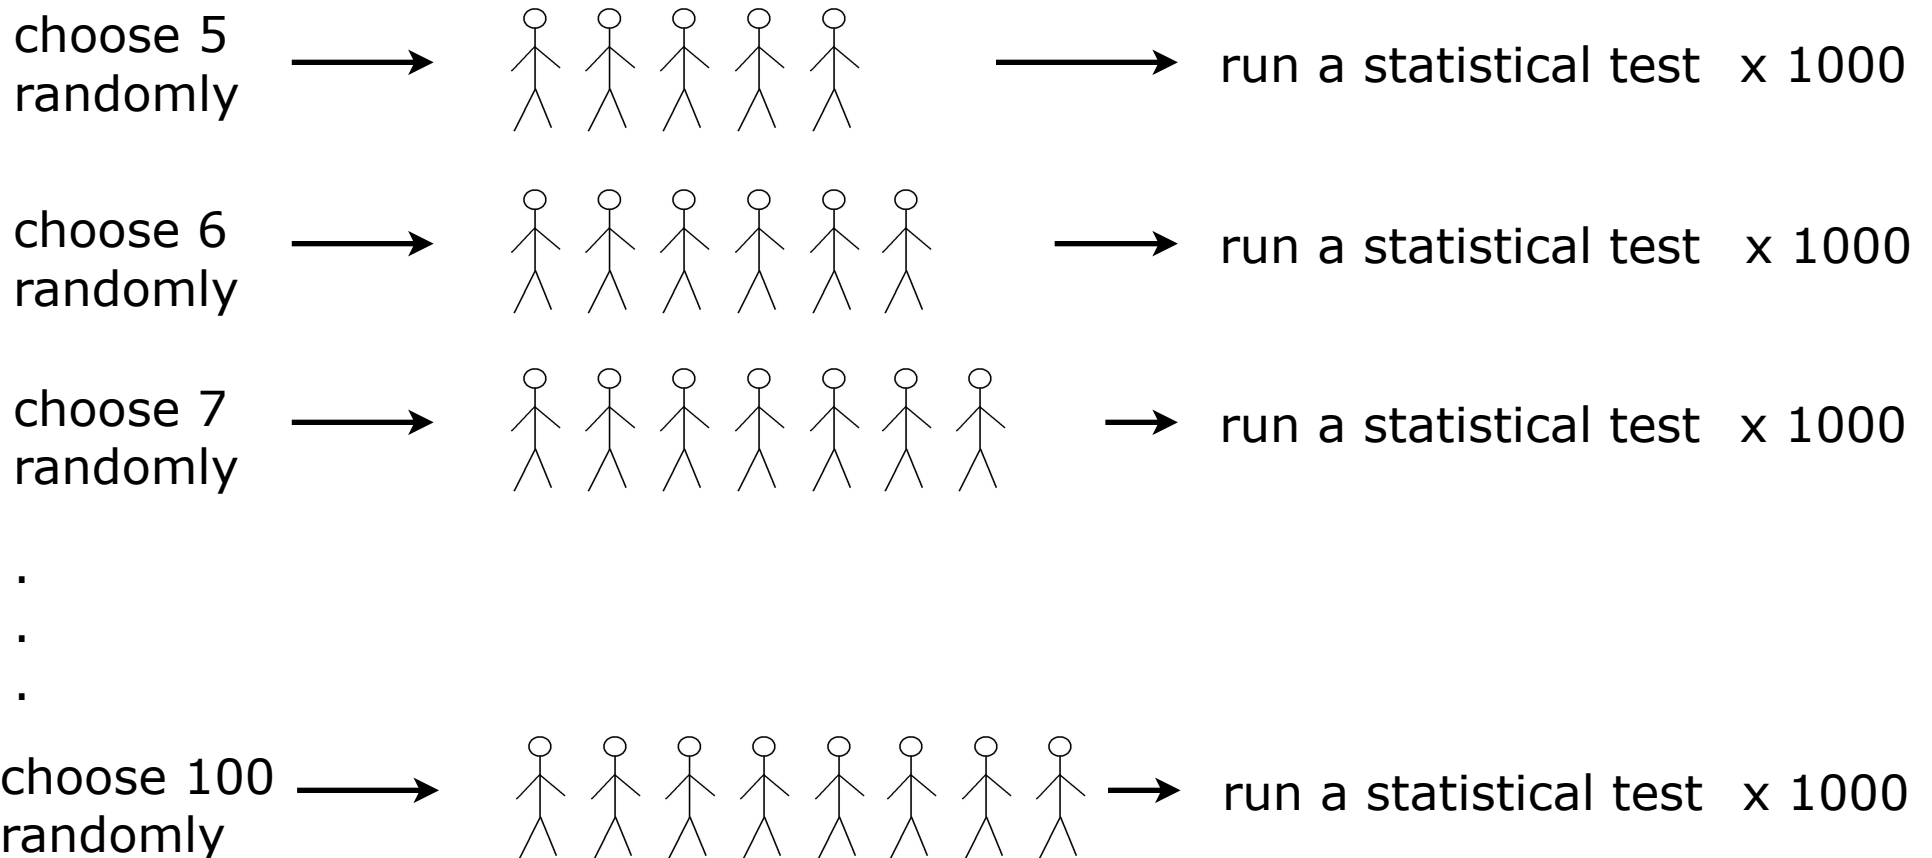 choose 5
randomly
run a statistical test x 1000
choose 6
randomly
run a statistical test x 1000
choose 7
randomly
run a statistical test x 1000
.
.
.
choose 100
randomly
run a statistical test x 1000